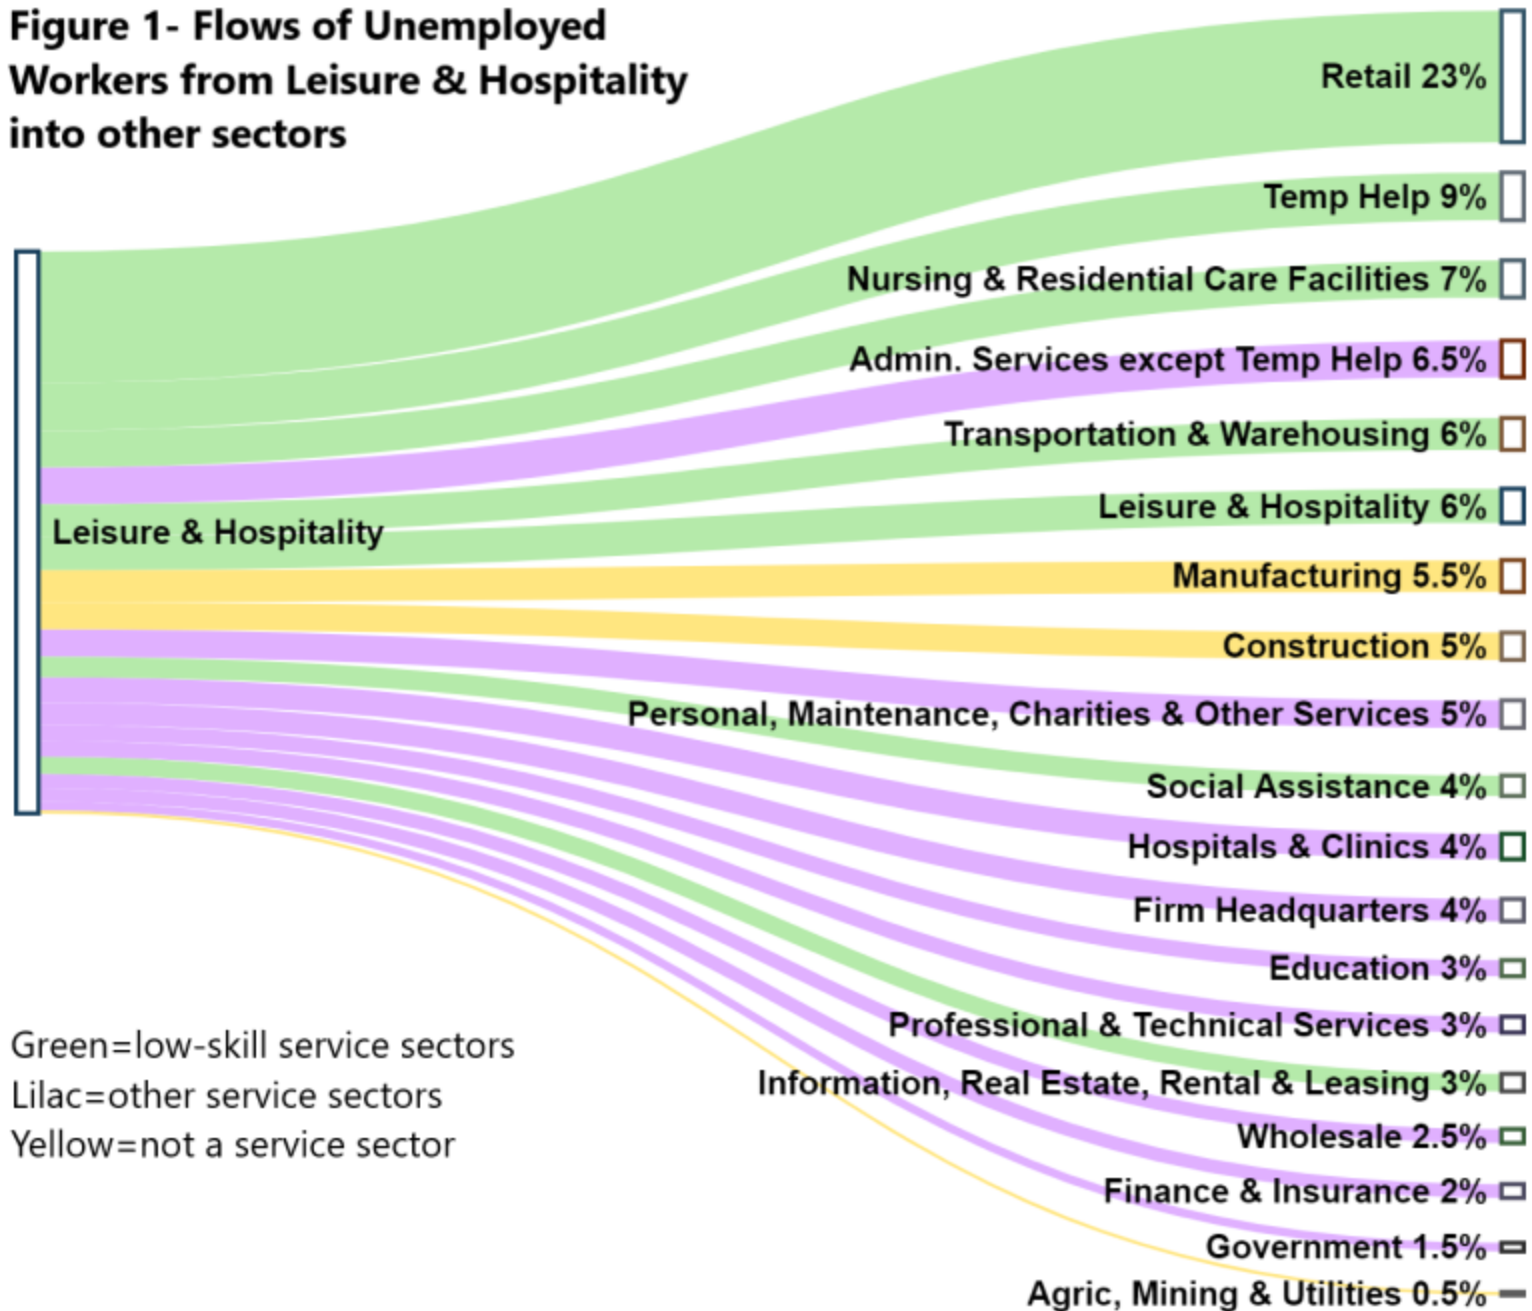 Figure 1- Flows of Unemployed
Workers from Leisure & Hospitality
into other sectors
Retail 23%
Temp Help 9%
Nursing & Residential Care Facilities 7%
Admin. Services except Temp Help 6.5%
Transportation & Warehousing 6%
Leisure & Hospitality 6%
Leisure & Hospitality
Manufacturing 5.5%
Construction 5%
Personal, Maintenance, Charities & Other Services 5%
Social Assistance 4%
Hospitals & Clinics 4%
Firm Headquarters 4%
Education 3%
Professional & Technical Services 3%
Information, Real Estate, Rental & Leasing 3%
Wholesale 2.5%
Finance & Insurance 2%
Government 1.5%
Agric, Mining & Utilities 0.5%
Green=low-skill service sectors
Lilac=other service sectors
Yellow=not a service sector